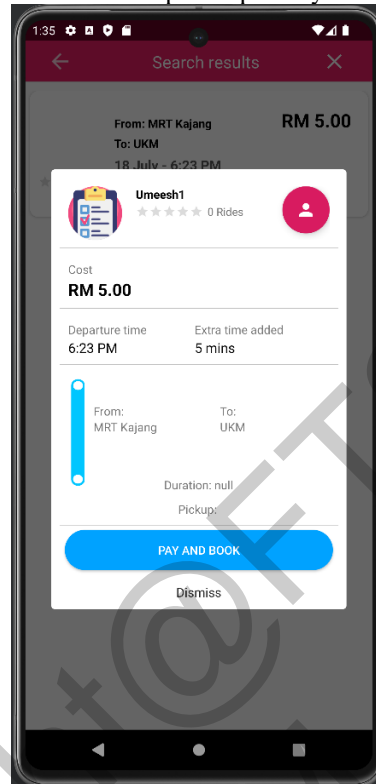 1:35
Search results
From: MRT Kajang
RM 5.00
To: UKM
18 July - 6:23 PM
Umeesh1
0 Rides
Cost
RM 5.00
Departure time
Extra time added
6:23 PM
5 mins
From:
To:
MRT Kajang
UKM
Duration: null
Pickup:
PAY AND BOOK
Dismiss